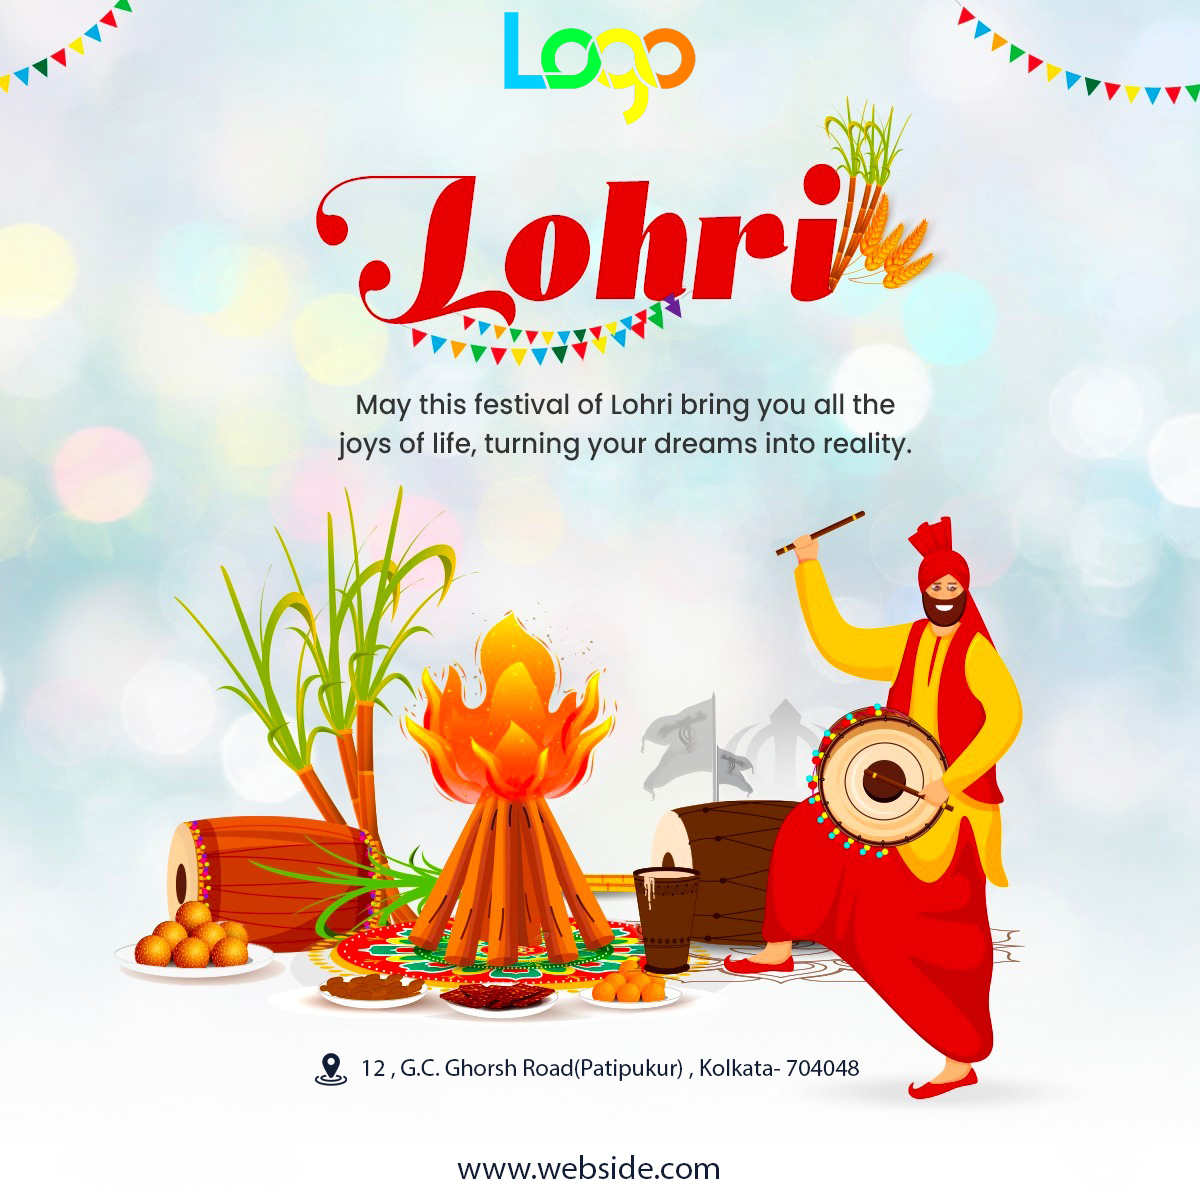 Logo
Lohri
May this festival of Lohri bring you all the
joys of life, turning your dreams into reality.
12 , G.C. Ghorsh Road(Patipukur) , Kolkata- 704048
www.webside.com